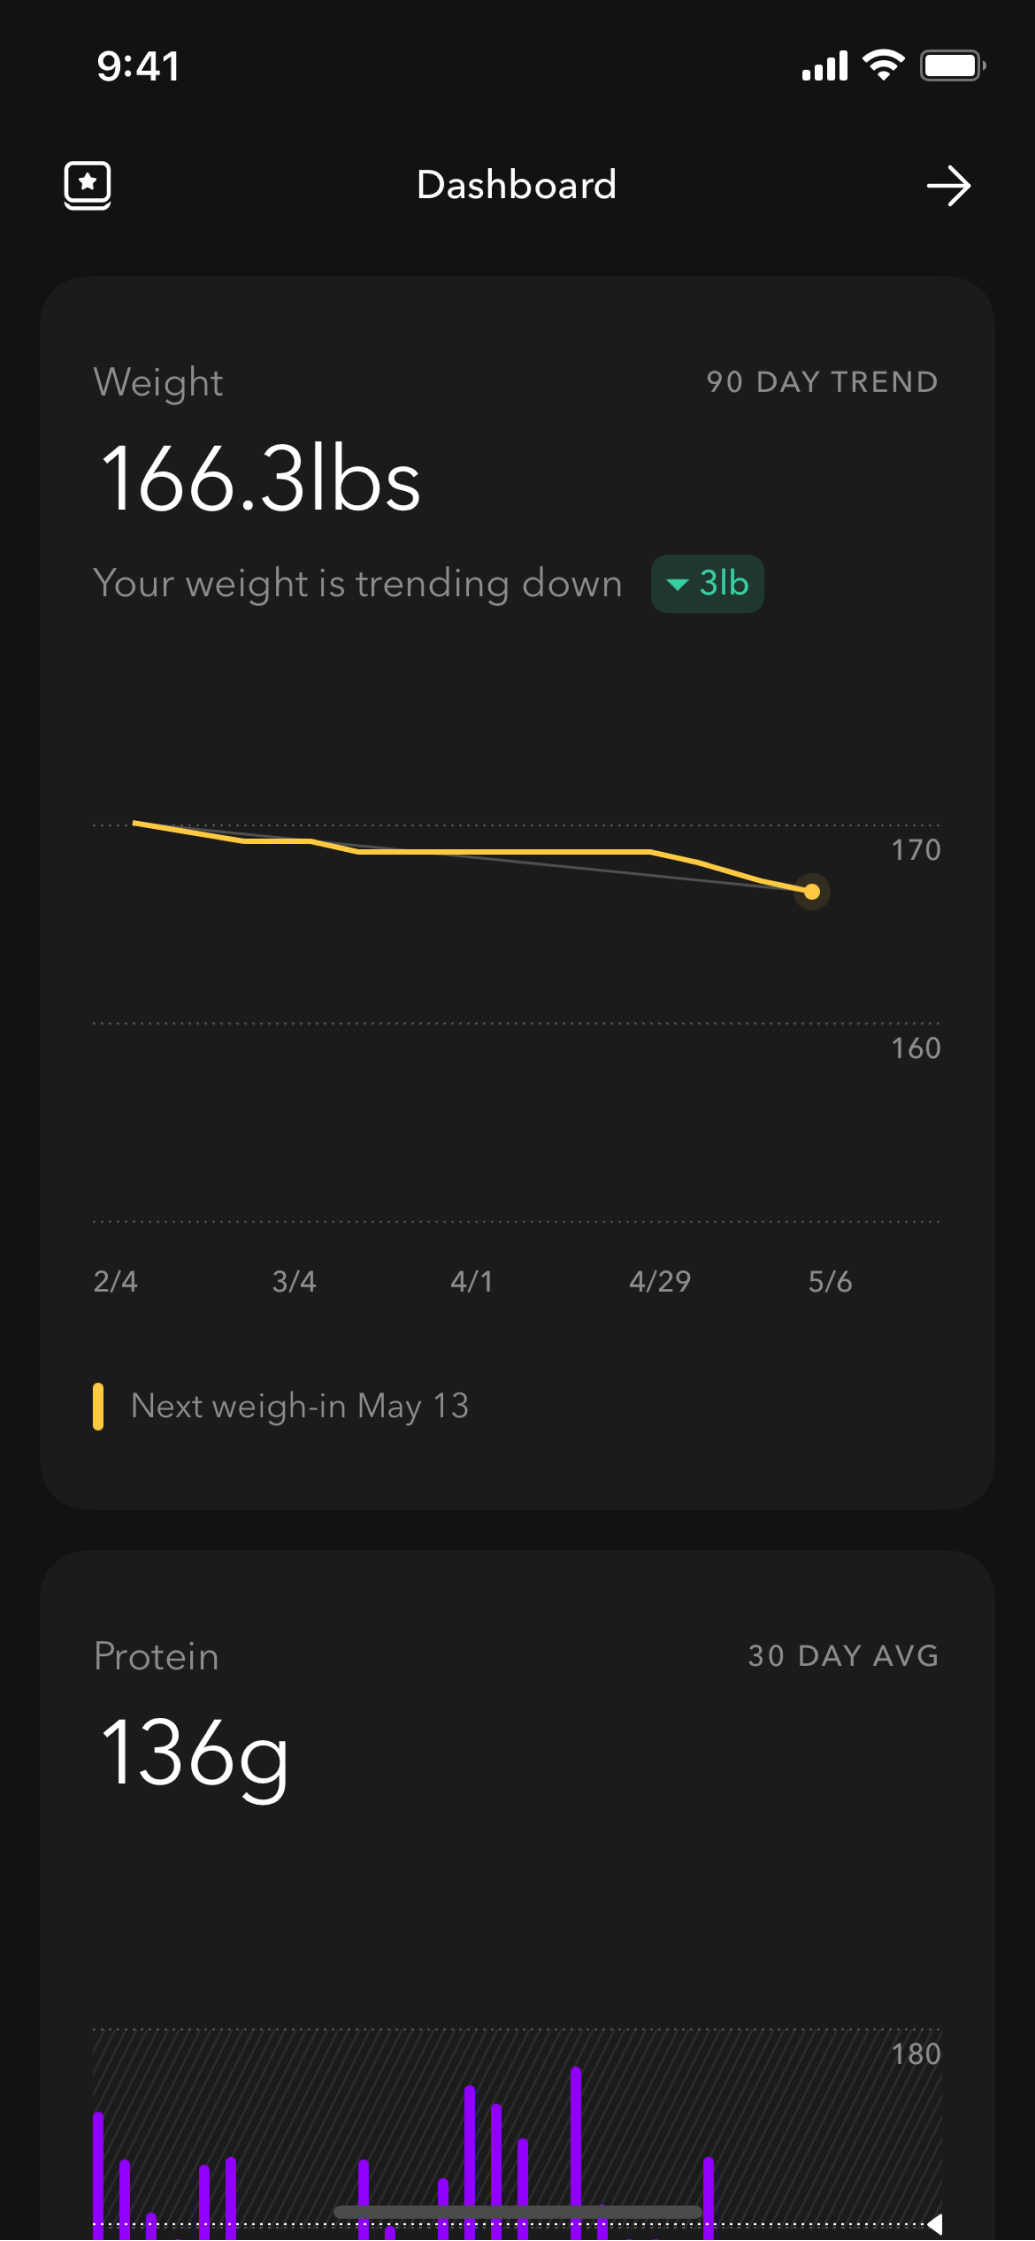 9:41
Dashboard
Weight
90 DAY TREND
166.3lbs
Your weight is trending down
3lb
170
160
2/4 3/4 4/1 4/29 5/6
Next weigh-in May 13
Protein
30 DAY AVG
136g
180